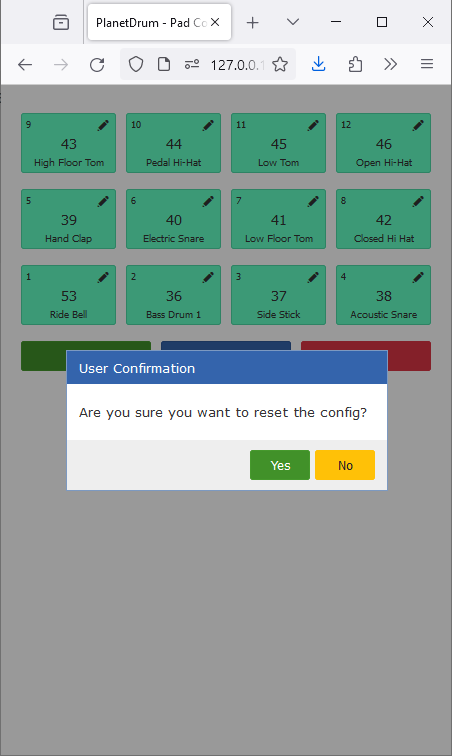 PlanetDrum - Pad Co
127.0.0.1
9
43
High Floor Tom
10
44
Pedal Hi-Hat
11
45
Low Tom
12
46
Open Hi-Hat
5
39
Hand Clap
6
40
Electric Snare
7
41
Low Floor Tom
8
42
Closed Hi Hat
1
53
Ride Bell
2
36
Bass Drum 1
3
37
Side Stick
4
38
Acoustic Snare
User Confirmation
Are you sure you want to reset the config?
Yes
No